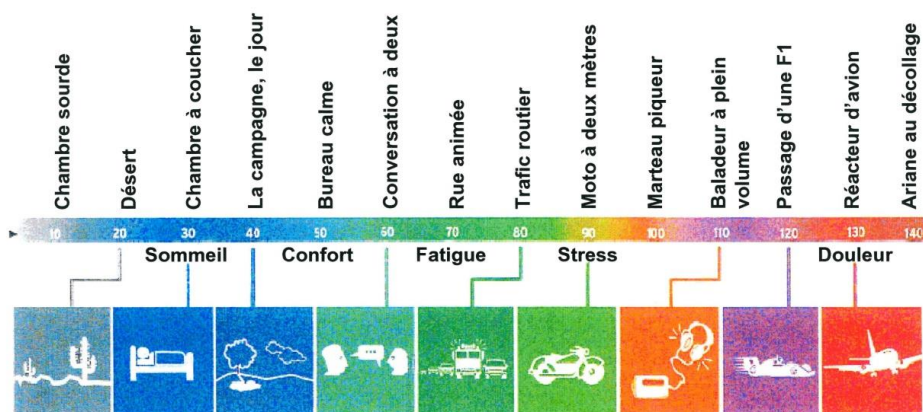 Chambre sourde
Désert
Chambre à coucher
La campagne, le jour
Bureau calme
Conversation à deux
Rue animée
Trafic routier
Moto à deux mètres
Marteau piqueur
Baladeur à plein
volume
Passage d'une F1
Réacteur d'avion
Ariane au décollage
10 20 30 40 50 60 70 80 90 100 110 120 130 140
Sommeil Confort Fatigue Stress Douleur